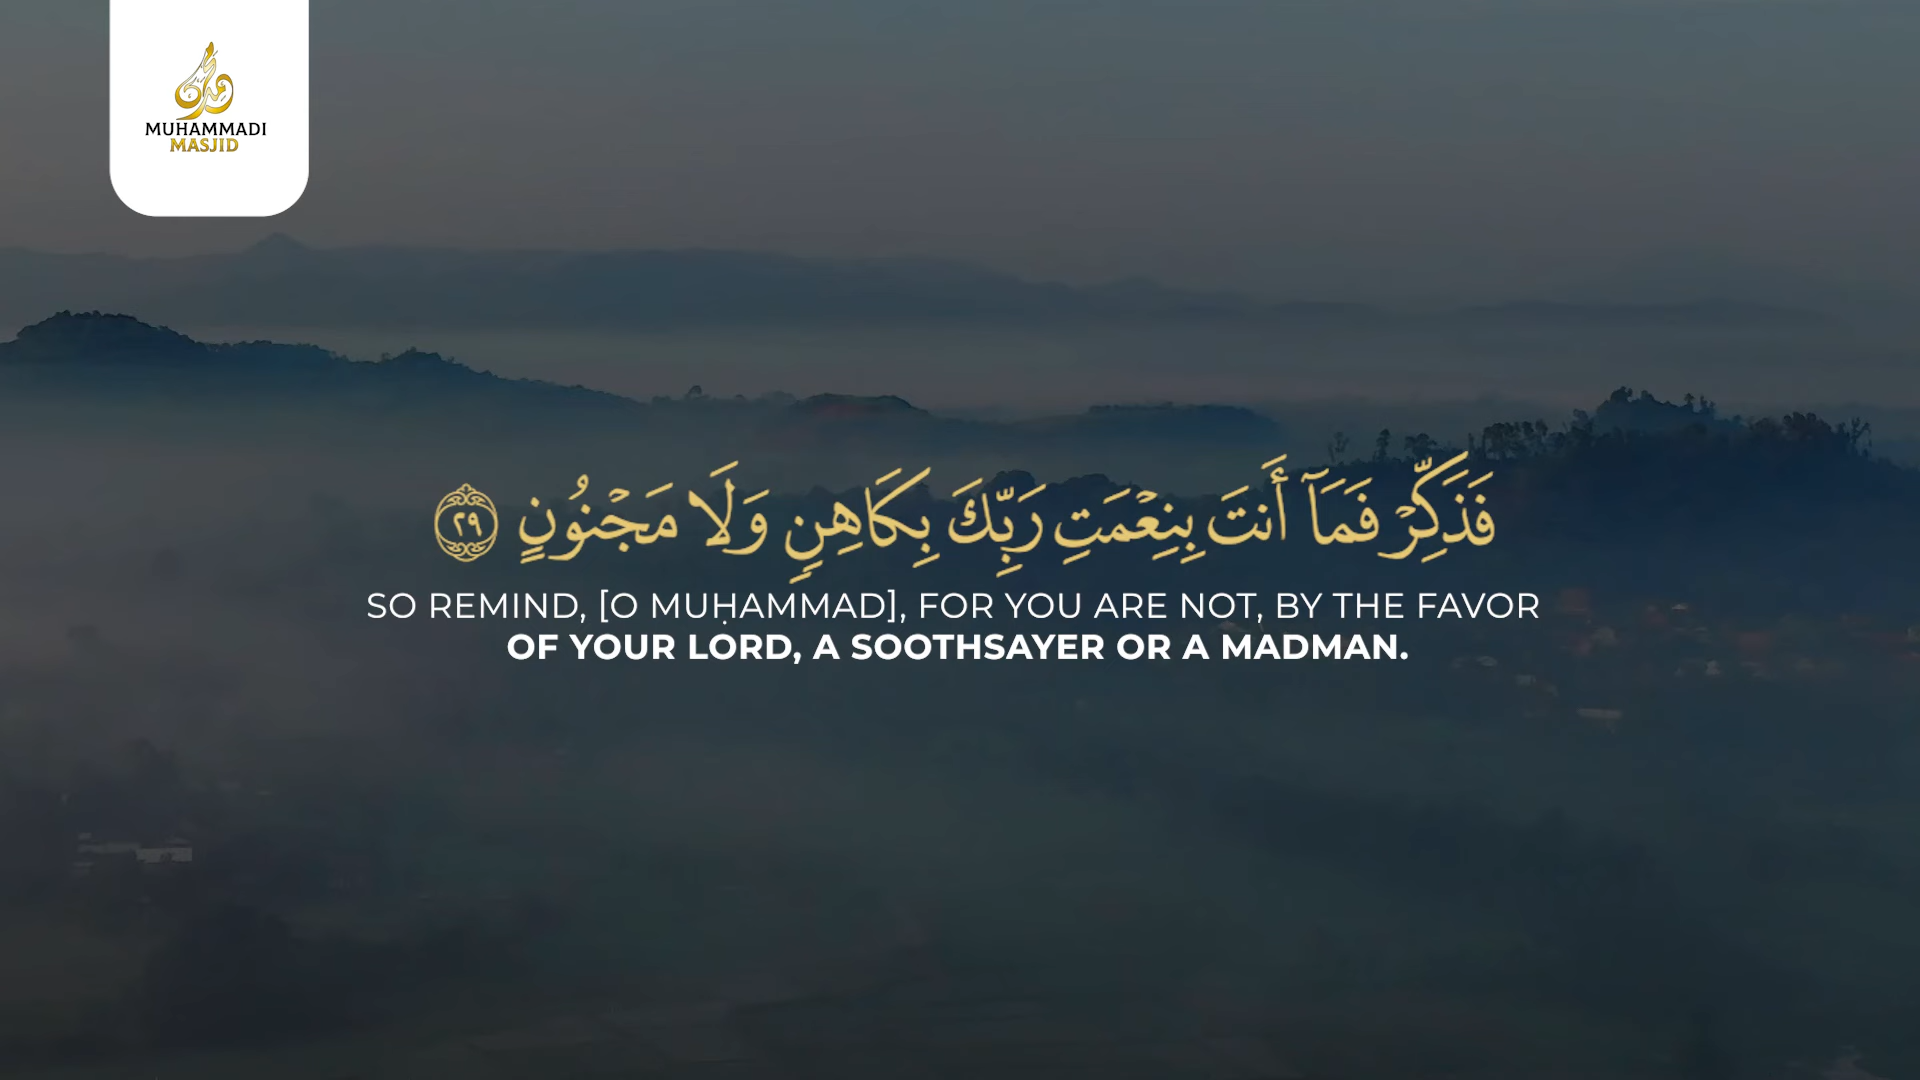 MUHAMMADI
MASJID
فَذَكِّرْ فَمَآ أَنتَ بِنِعْمَتِ رَبِّكَ بِكَاهِنٍ وَلَا مَجْنُونٍ ٢٩
SO REMIND, [O MUḤAMMAD], FOR YOU ARE NOT, BY THE FAVOR
OF YOUR LORD, A SOOTHSAYER OR A MADMAN.